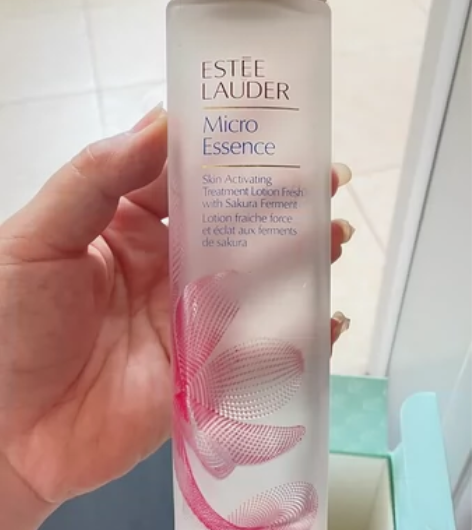 ESTĒE
LAUDER
Micro
Essence
Skin Activating
Treatment Lotion Fresh
with Sakura Ferment
Lotion fraîche force
et éclat aux ferments
de sakura